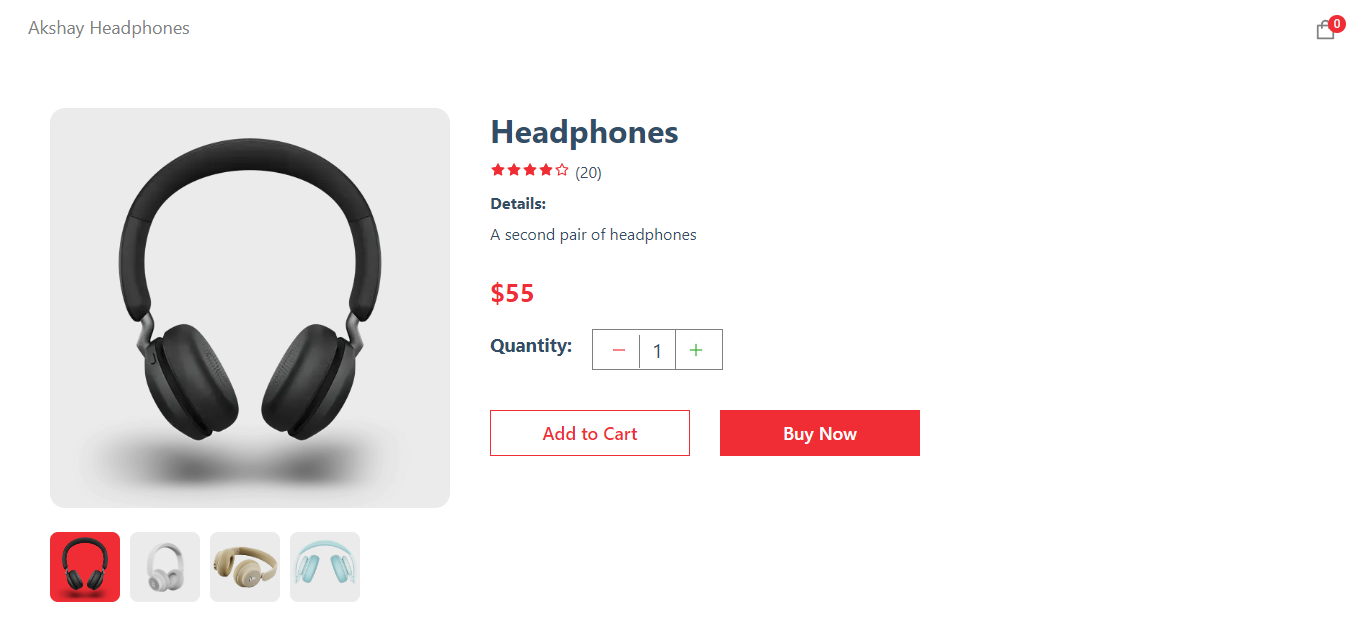 Akshay Headphones
0
Headphones
(20)
Details:
A second pair of headphones
$55
Quantity: − 1 +
Add to Cart
Buy Now